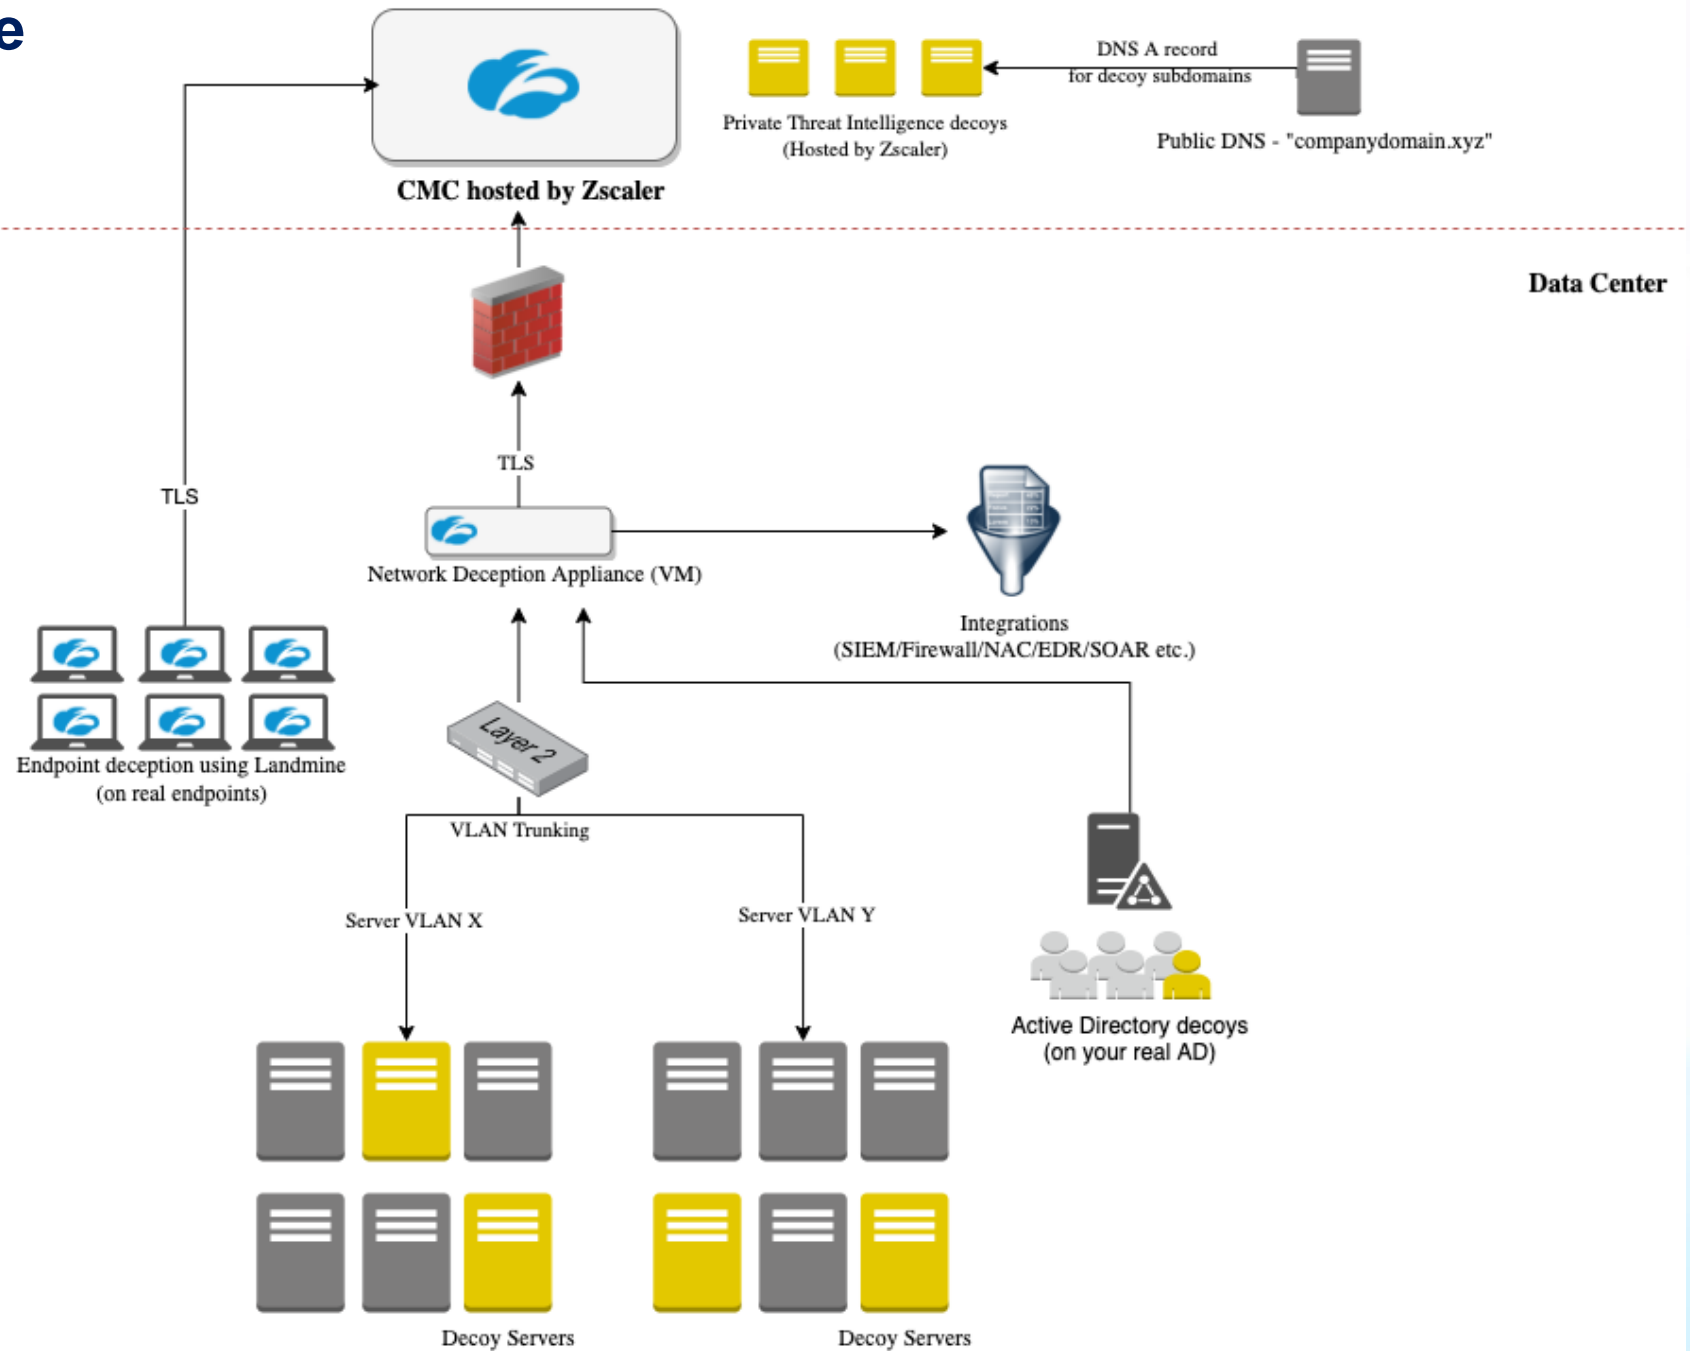 e
DNS A record
for decoy subdomains
Private Threat Intelligence decoys
(Hosted by Zscaler)
Public DNS - "companydomain.xyz"
CMC hosted by Zscaler
Data Center
TLS
TLS
Network Deception Appliance (VM)
Integrations
(SIEM/Firewall/NAC/EDR/SOAR etc.)
Layer 2
Endpoint deception using Landmine
(on real endpoints)
VLAN Trunking
Server VLAN X
Server VLAN Y
Active Directory decoys
(on your real AD)
Decoy Servers
Decoy Servers